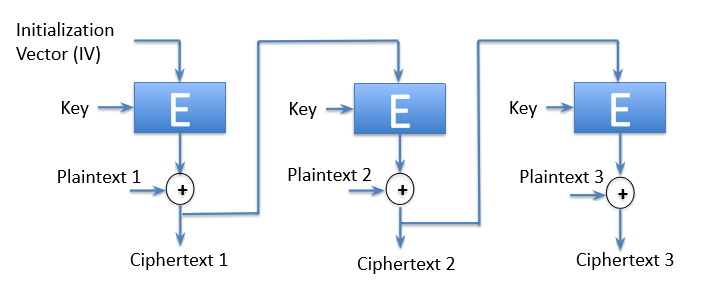 Initialization
Vector (IV)
Key
E
Key
E
Key
E
Plaintext 1
+
Plaintext 2
+
Plaintext 3
+
Ciphertext 1
Ciphertext 2
Ciphertext 3